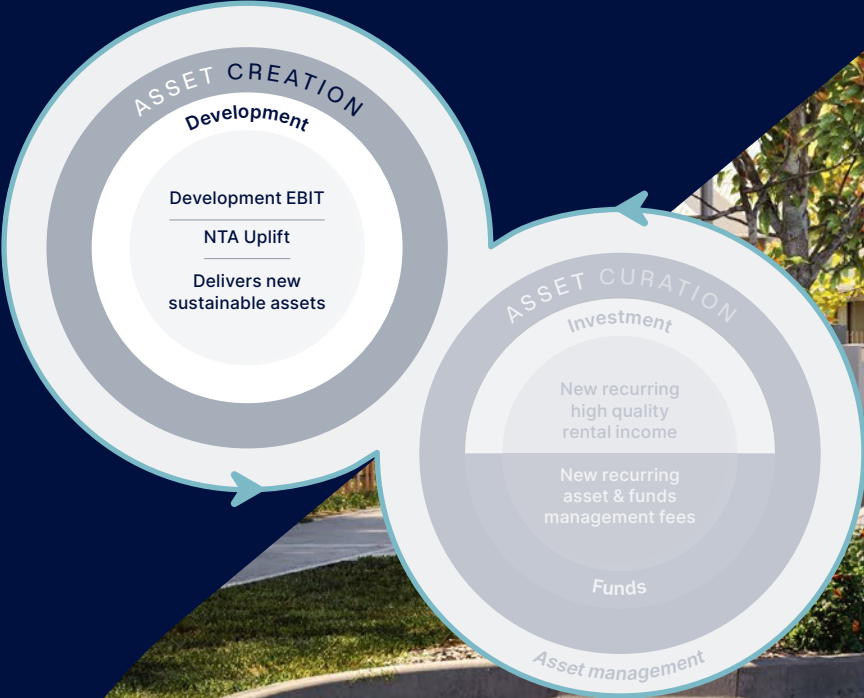 ASSET CREATION
Development
Development EBIT
NTA Uplift
Delivers new
sustainable assets
ASSET CURATION
Investment
New recurring
high quality
rental income
New recurring
asset & funds
management fees
Funds
Asset management